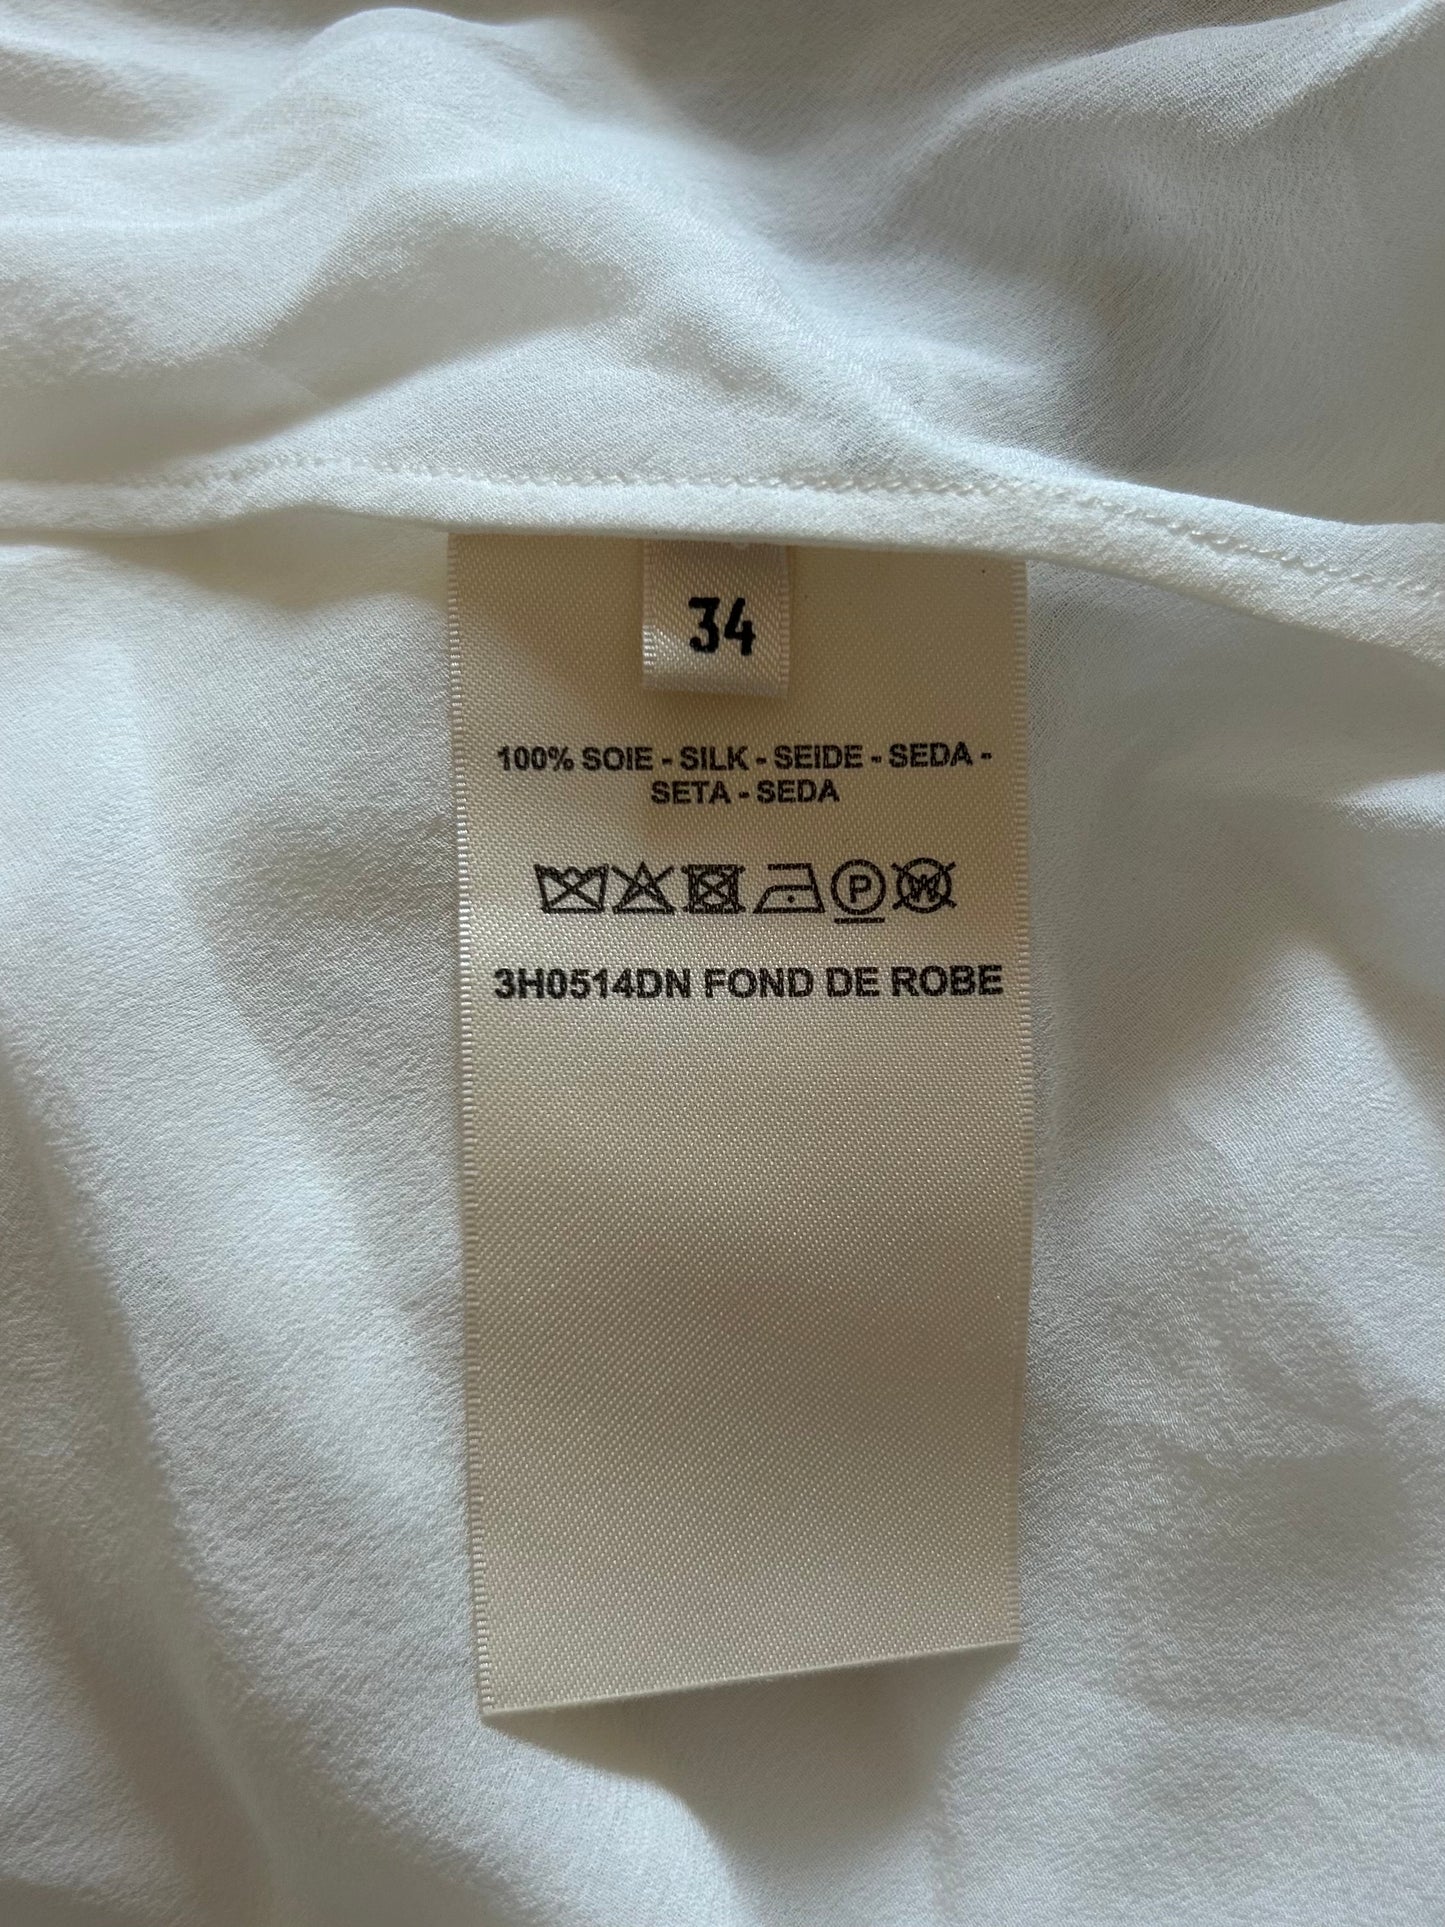 34
100% SOIE - SILK - SEIDE - SEDA -
SETA - SEDA
P W
3H0514DN FOND DE ROBE